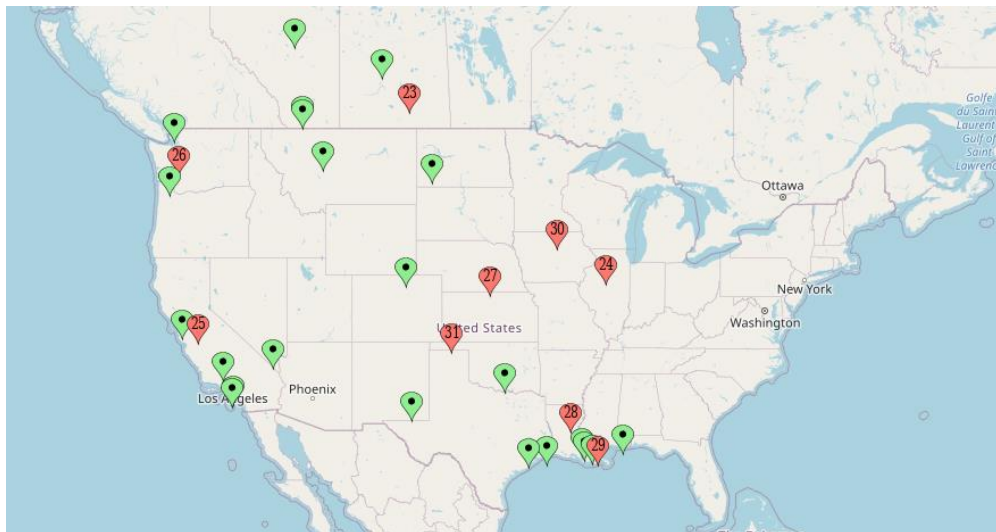 23
Golfe
du Saint-
Laurent
Gulf of
Saint
Lawrence
26
Ottawa
30
24
27
New York
25
31
United States
Washington
Los Angeles
Phoenix
28
29